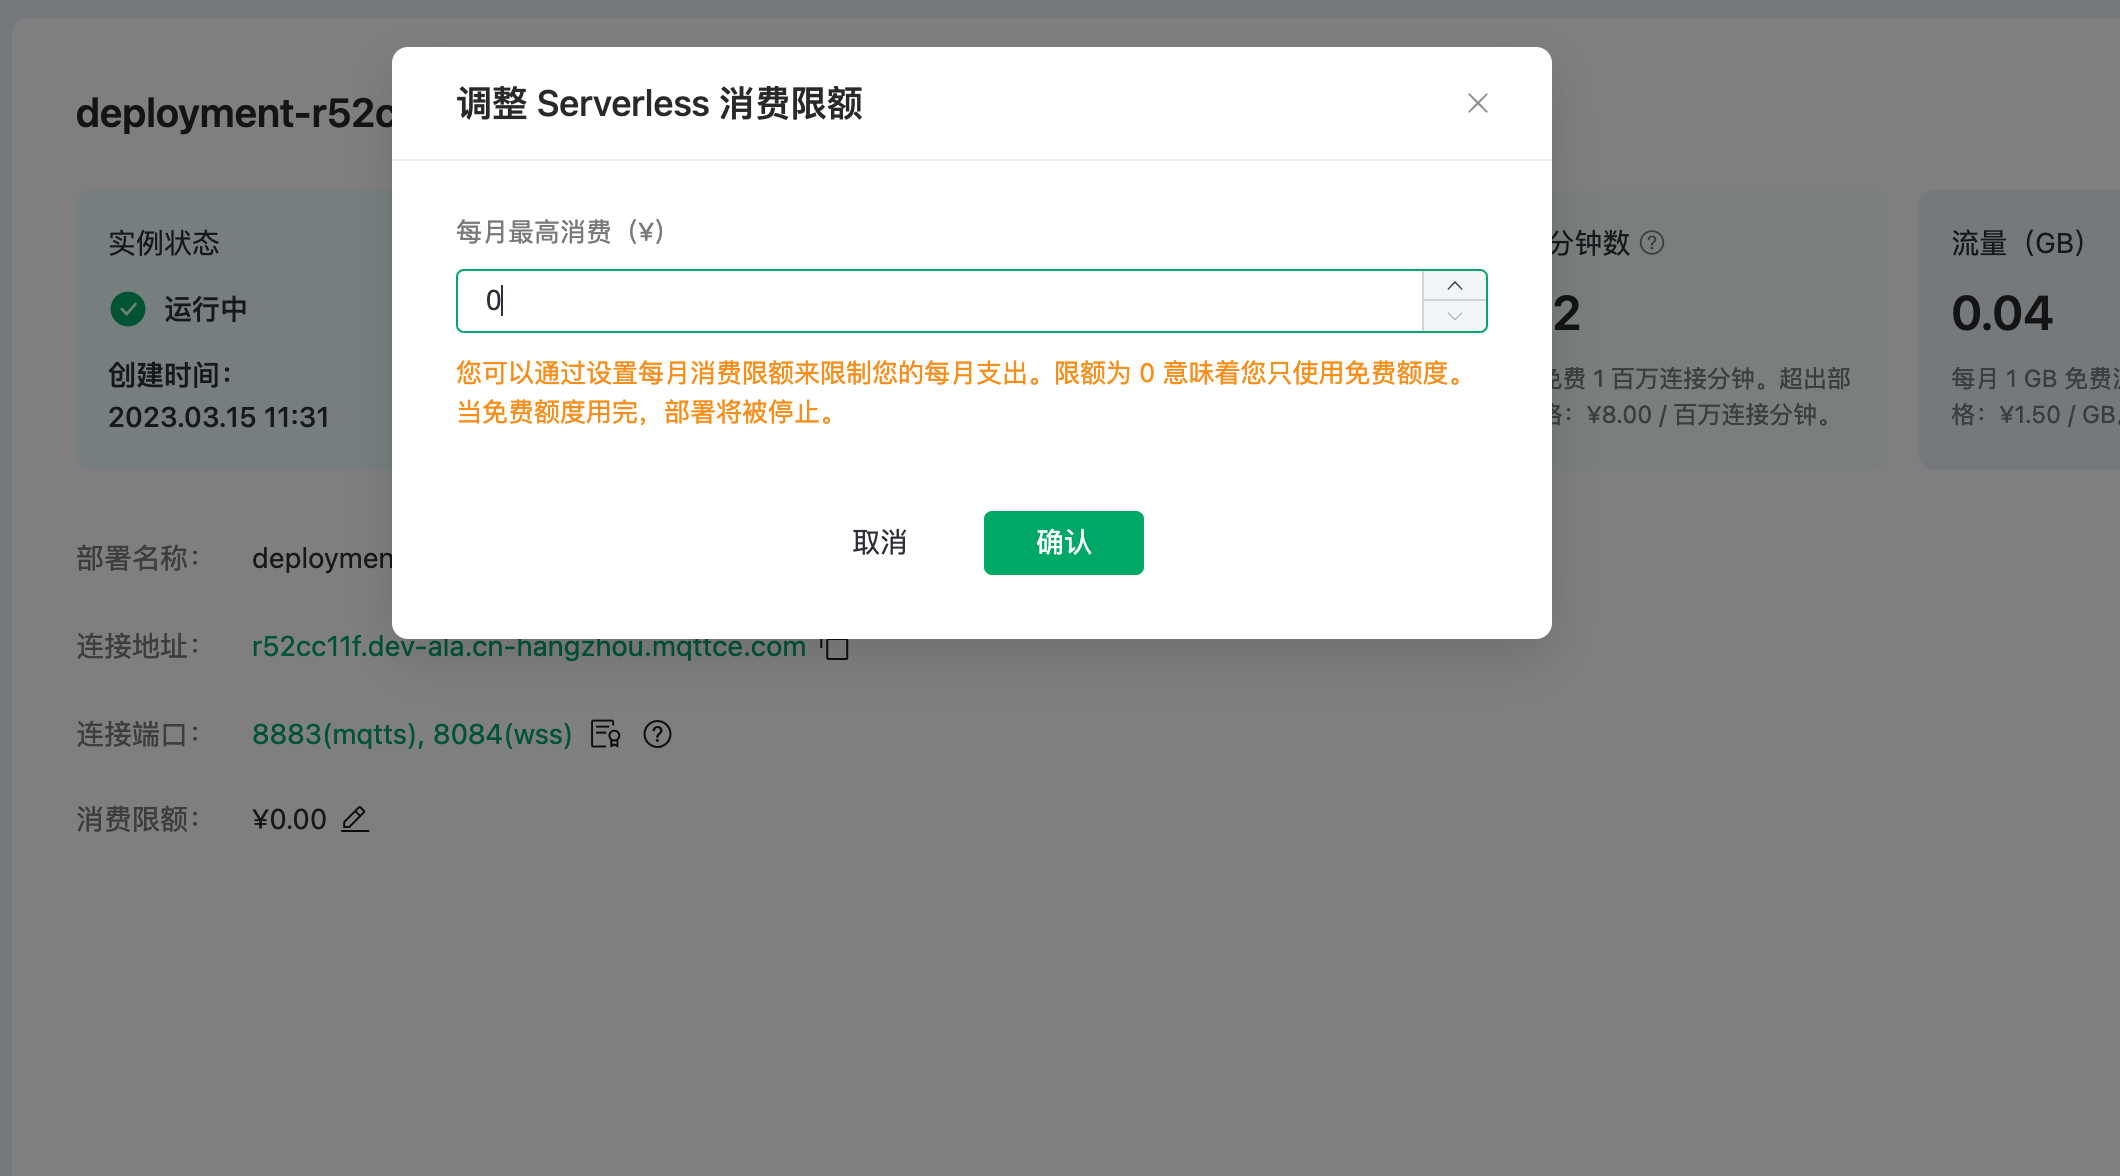 deployment-r52c
调整 Serverless 消费限额
每月最高消费（¥）
0
您可以通过设置每月消费限额来限制您的每月支出。限额为 0 意味着您只使用免费额度。
当免费额度用完，部署将被停止。
取消
确认
实例状态
运行中
创建时间：
2023.03.15 11:31
分钟数
2
免费 1 百万连接分钟。超出部
格：¥8.00 / 百万连接分钟。
流量（GB）
0.04
每月 1 GB 免费
格：¥1.50 / GB
部署名称：
deploymen
连接地址：
r52cc11f.dev-ala.cn-hangzhou.mqttce.com
连接端口：
8883(mqtts), 8084(wss)
消费限额：
¥0.00